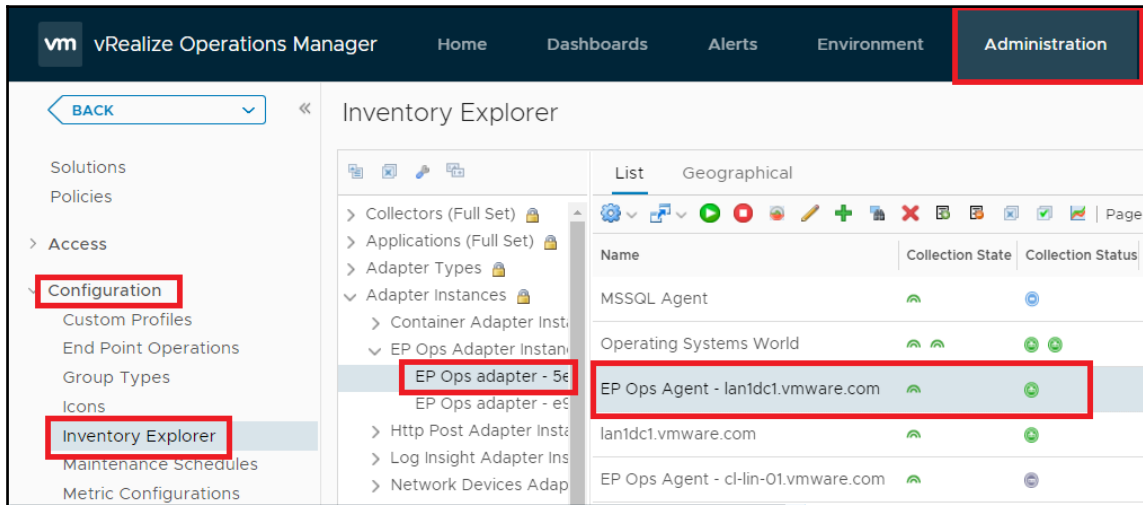 vm vRealize Operations Manager Home Dashboards Alerts Environment Administration
BACK
Solutions
Policies
Access
Configuration
Custom Profiles
End Point Operations
Group Types
Icons
Inventory Explorer
Maintenance Schedules
Metric Configurations
Inventory Explorer
Collectors (Full Set)
Applications (Full Set)
Adapter Types
Adapter Instances
Container Adapter Insta
EP Ops Adapter Instan
EP Ops adapter - 5e
EP Ops adapter - e9
Http Post Adapter Insta
Log Insight Adapter Ins
Network Devices Adap
List Geographical
Page
Name Collection State Collection Status
MSSQL Agent
Operating Systems World
EP Ops Agent - lan1dc1.vmware.com
lan1dc1.vmware.com
EP Ops Agent - cl-lin-01.vmware.com